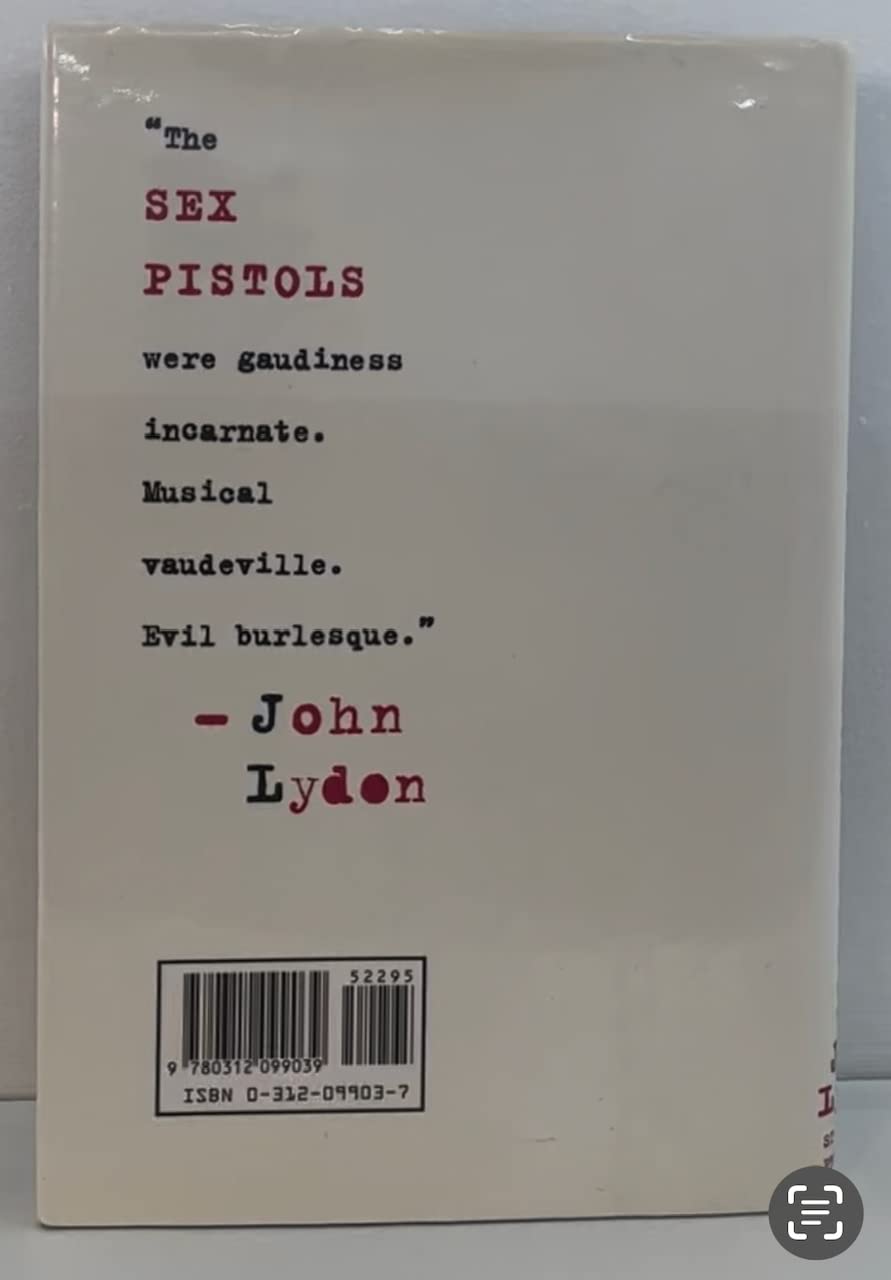 “The
SEX
PISTOLS
were gaudiness
incarnate.
Musical
vaudeville.
Evil burlesque.”
– John
Lydon
52295
9 780312 099039
ISBN 0-312-09903-7